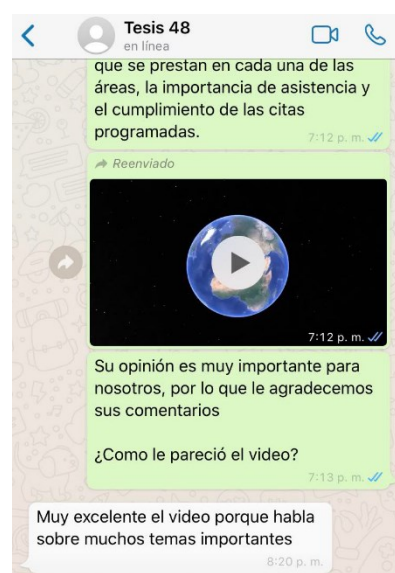 Tesis 48
en línea
que se prestan en cada una de las
áreas, la importancia de asistencia y
el cumplimiento de las citas
programadas.
7:12 p. m.
Reenviado
7:12 p. m.
Su opinión es muy importante para
nosotros, por lo que le agradecemos
sus comentarios
¿Como le pareció el video?
7:13 p. m.
Muy excelente el video porque habla
sobre muchos temas importantes
8:20 p. m.